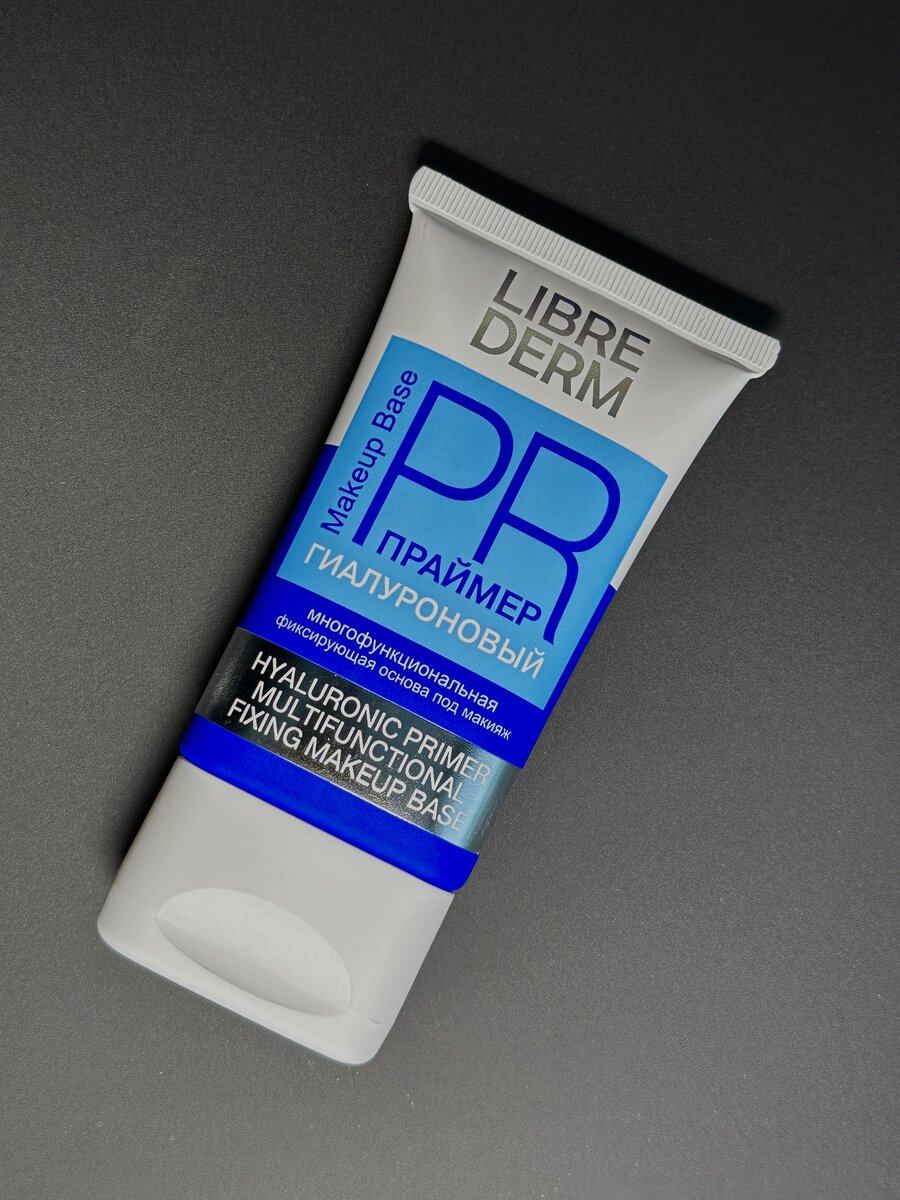 LIBRE
DERM
Makeup Base
PR
ПРАЙМЕР
ГИАЛУРОНОВЫЙ
многофункциональная
фиксирующая основа под макияж
HYALURONIC PRIMER
MULTIFUNCTIONAL
FIXING MAKEUP BASE